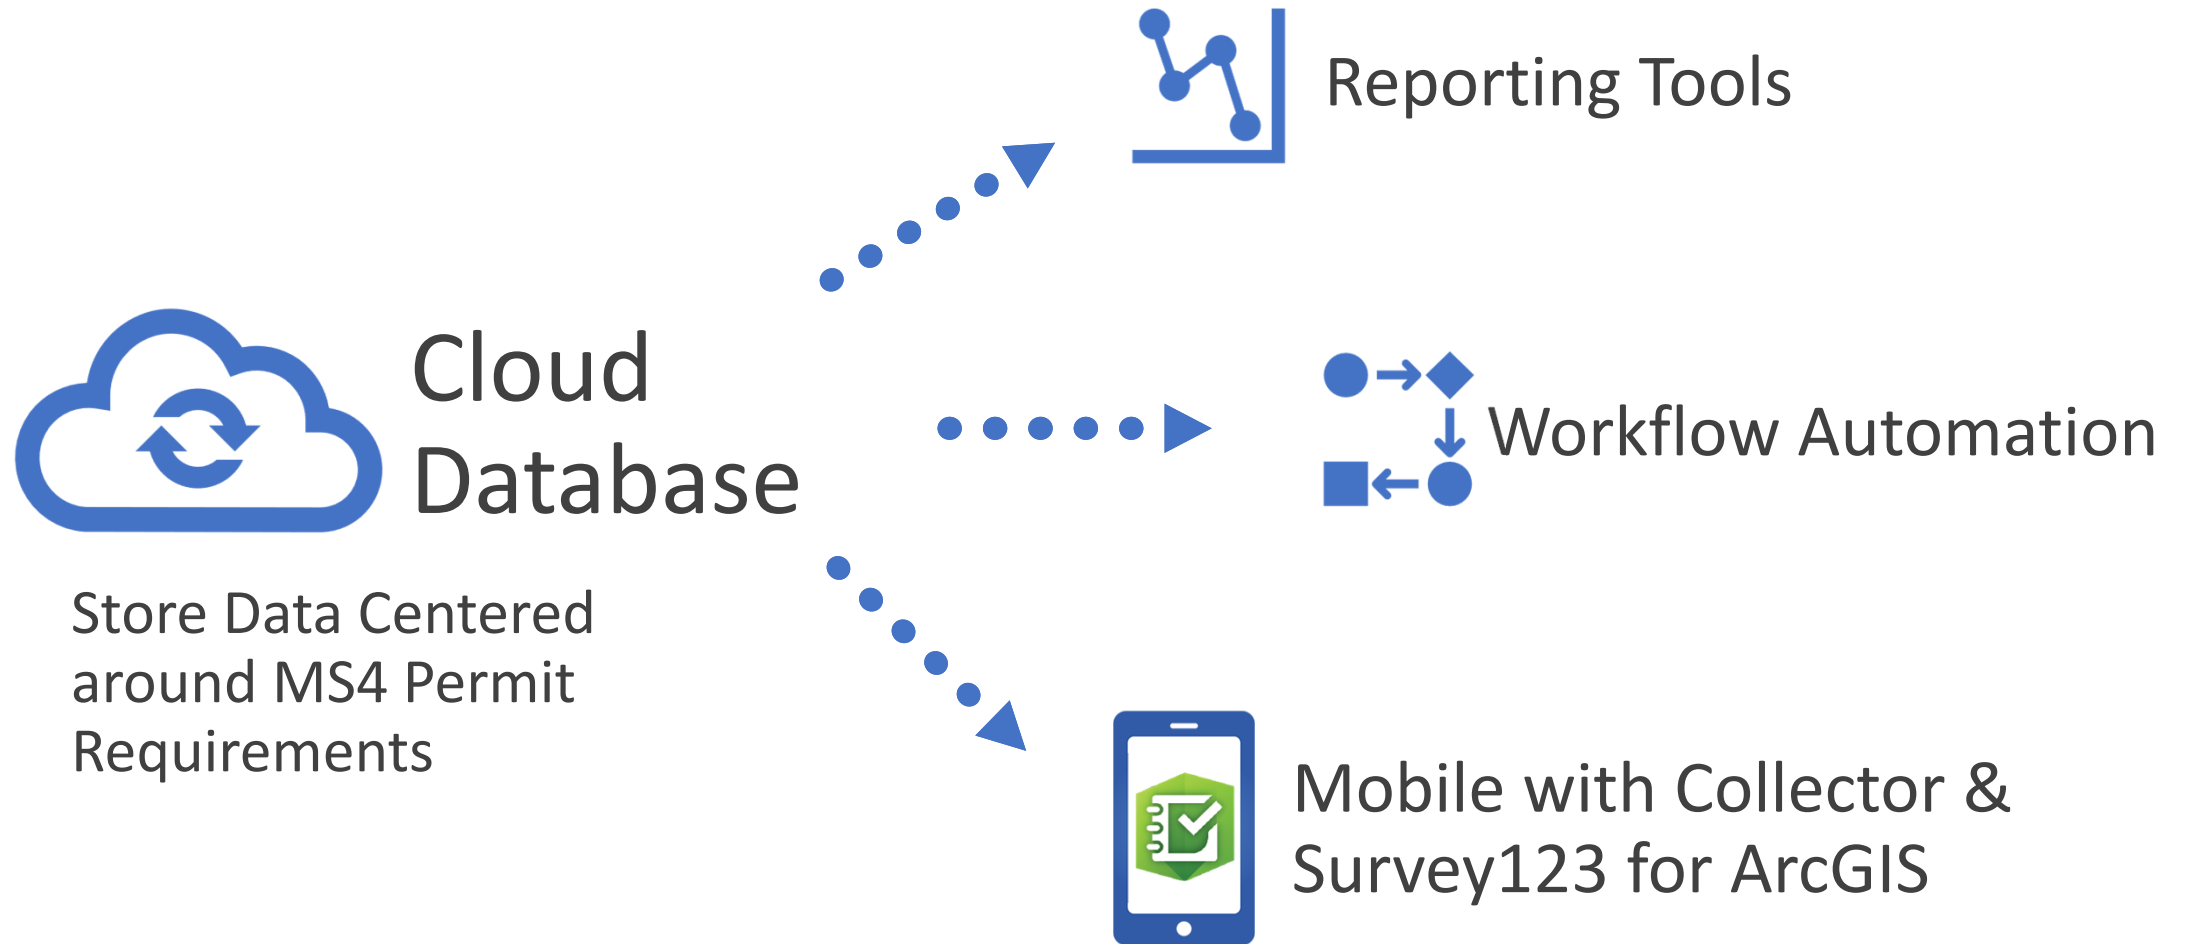 Reporting Tools
Cloud
Database
Workflow Automation
Store Data Centered
around MS4 Permit
Requirements
Mobile with Collector &
Survey123 for ArcGIS